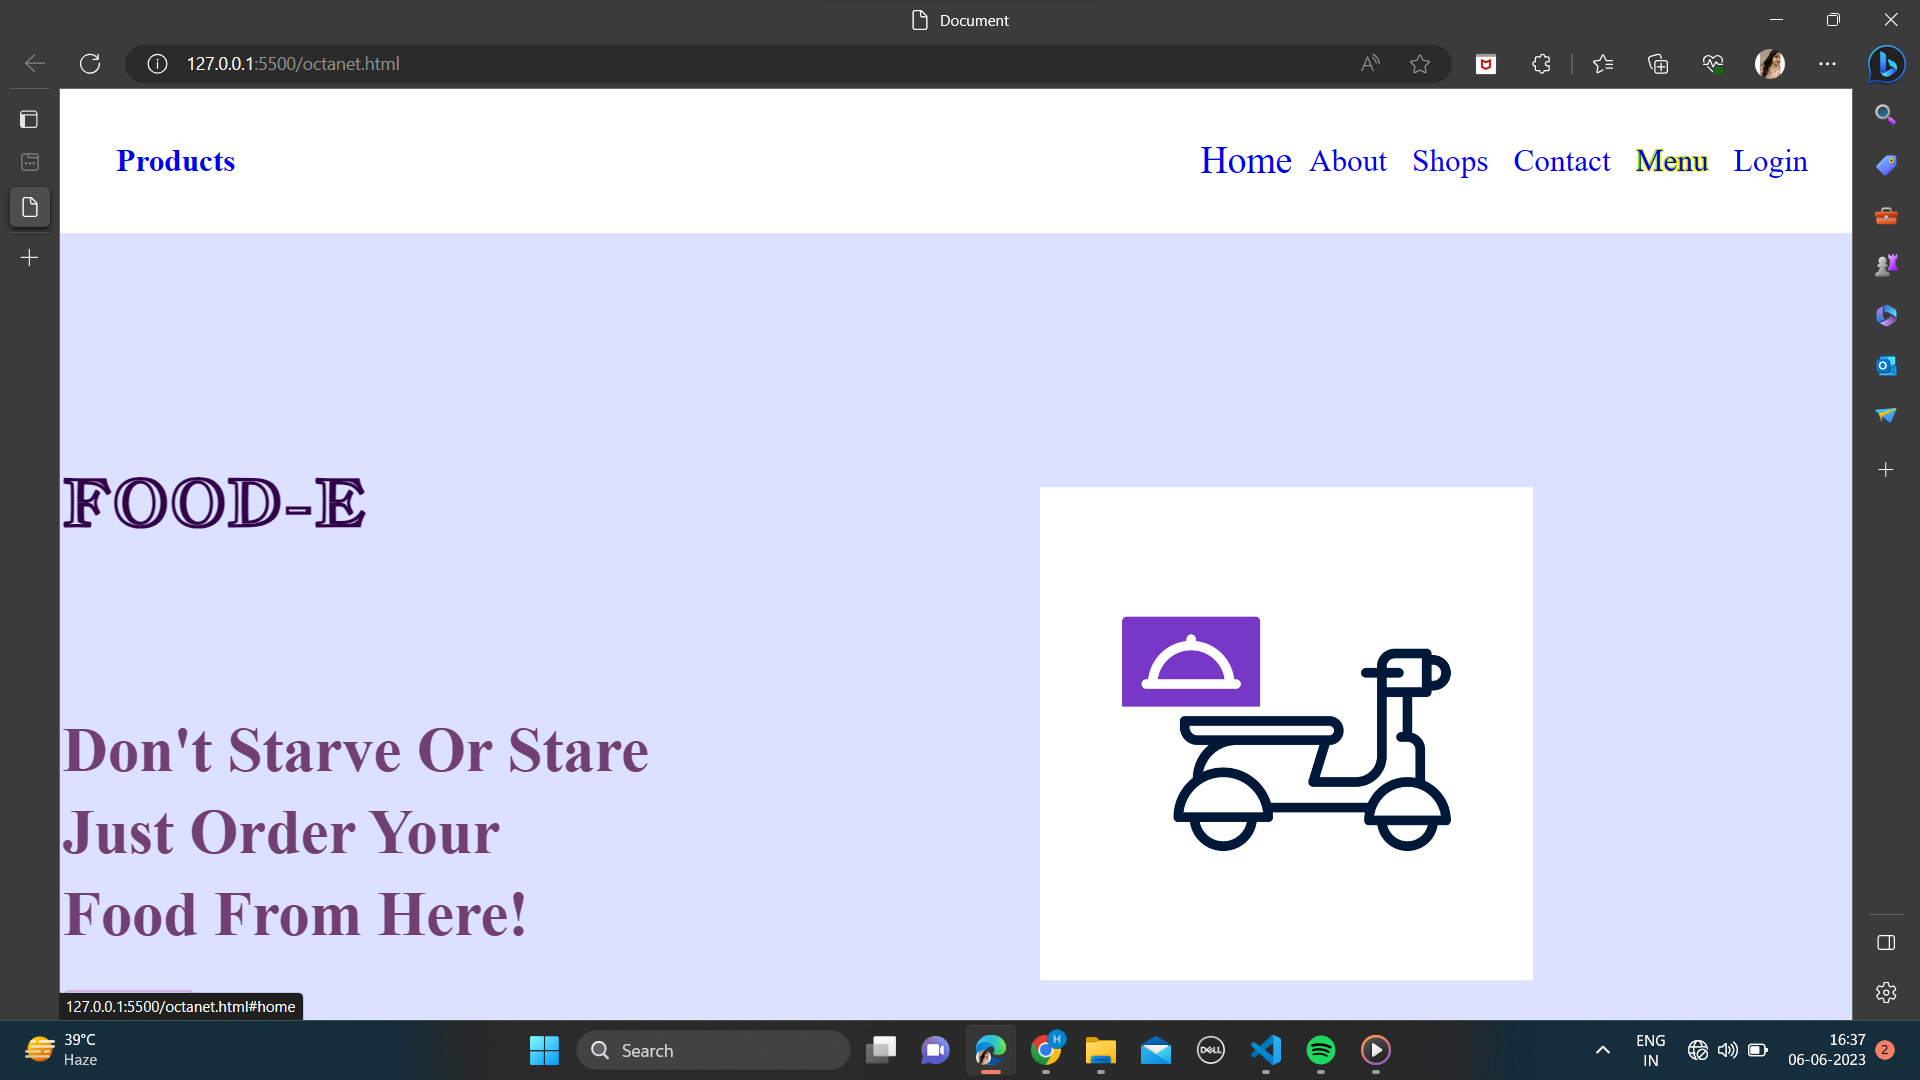 Document
127.0.0.1:5500/octanet.html
Products
Home About Shops Contact Menu Login
FOOD-E
Don't Starve Or Stare
Just Order Your
Food From Here!
127.0.0.1:5500/octanet.html#home
39°C
Haze
Search
H
DELL
ENG
IN
16:37
06-06-2023
2